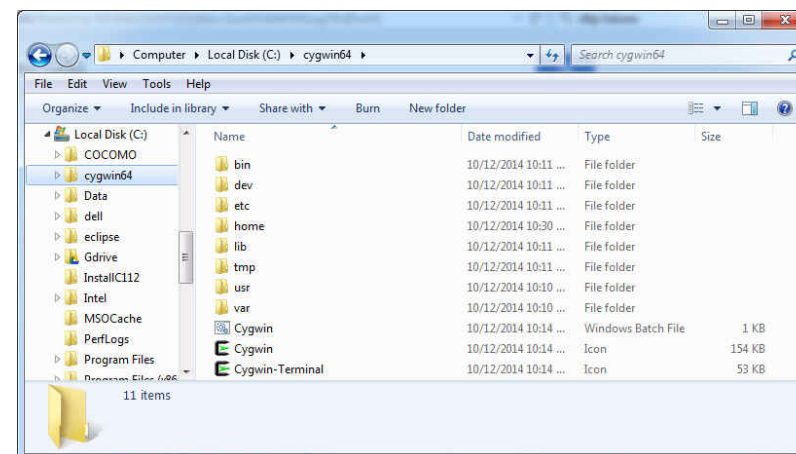 Computer ▸ Local Disk (C:) ▸ cygwin64 ▸ Search cygwin64
File Edit View Tools Help
Organize Include in library Share with Burn New folder
Local Disk (C:)
COCOMO
cygwin64
Data
dell
eclipse
Gdrive
InstallC112
Intel
MSOCache
PerfLogs
Program Files
Program Files (x86
Name Date modified Type Size
bin 10/12/2014 10:11 ... File folder
dev 10/12/2014 10:11 ... File folder
etc 10/12/2014 10:11 ... File folder
home 10/12/2014 10:30 ... File folder
lib 10/12/2014 10:11 ... File folder
tmp 10/12/2014 10:11 ... File folder
usr 10/12/2014 10:10 ... File folder
var 10/12/2014 10:10 ... File folder
Cygwin 10/12/2014 10:14 ... Windows Batch File 1 KB
Cygwin 10/12/2014 10:14 ... Icon 154 KB
Cygwin-Terminal 10/12/2014 10:14 ... Icon 53 KB
11 items